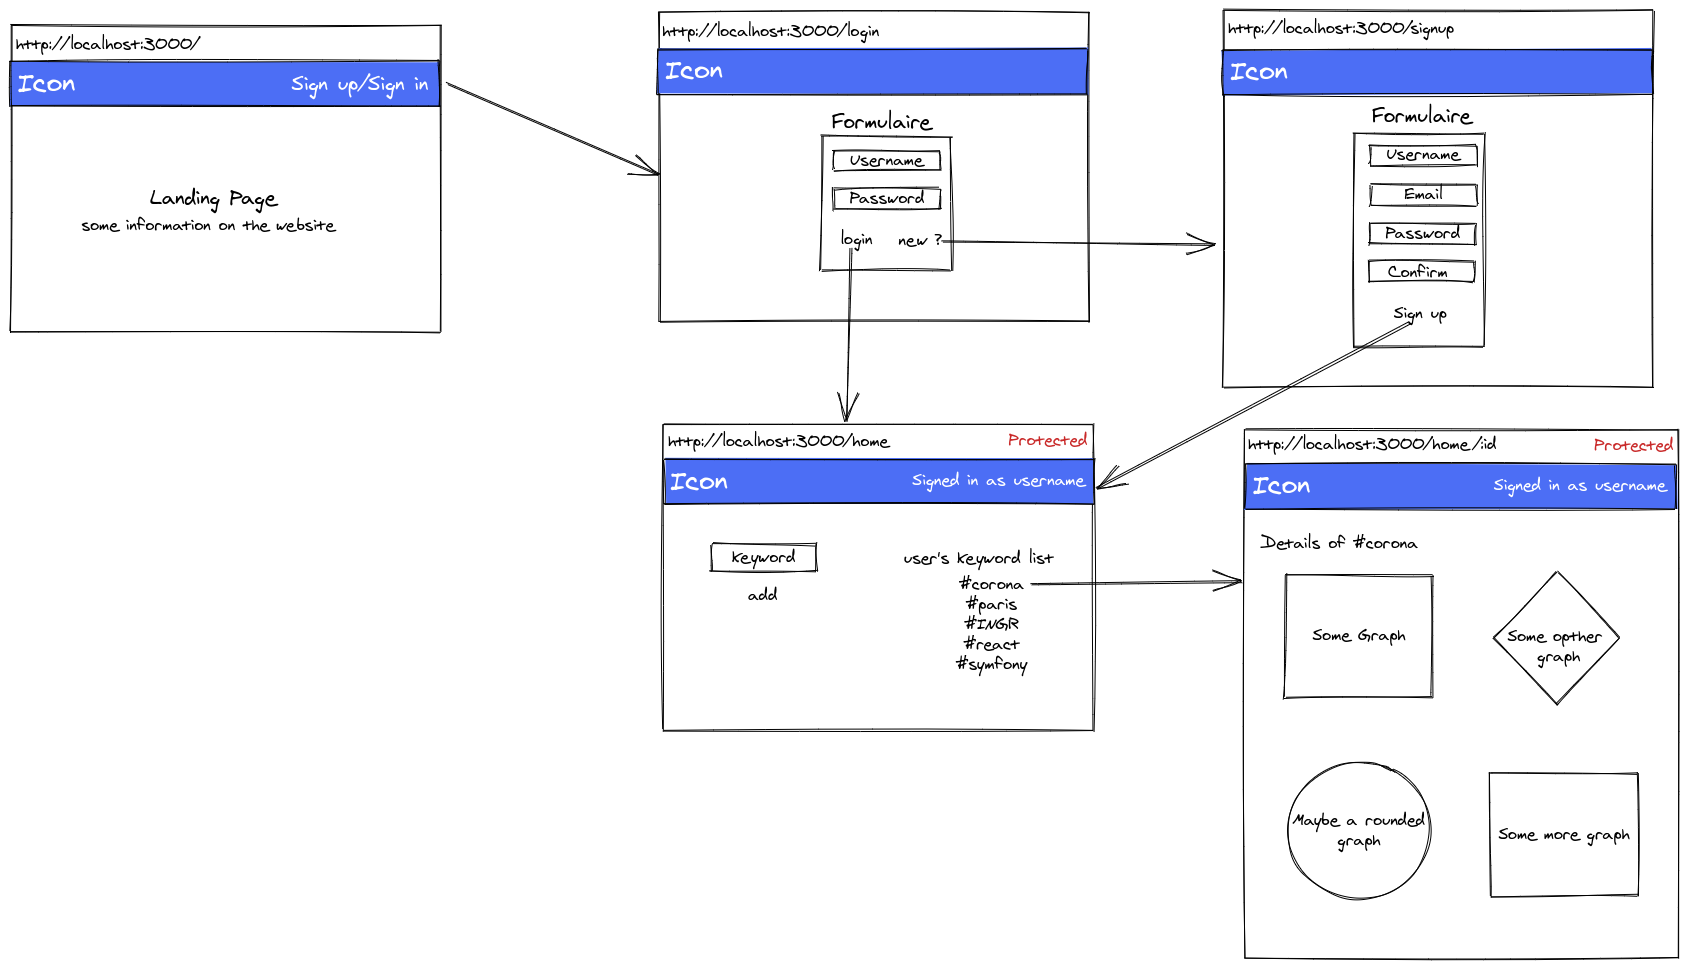 http://localhost:3000/
Icon
Sign up/Sign in
Landing Page
some information on the website
http://localhost:3000/login
Icon
Formulaire
Username
Password
login
new ?
http://localhost:3000/signup
Icon
Formulaire
Username
Email
Password
Confirm
Sign up
http://localhost:3000/home
Protected
Icon
Signed in as username
keyword
add
user's keyword list
#corona
#paris
#INGR
#react
#symfony
http://localhost:3000/home/:id
Protected
Icon
Signed in as username
Details of #corona
Some Graph
Some opther
graph
Maybe a rounded
graph
Some more graph